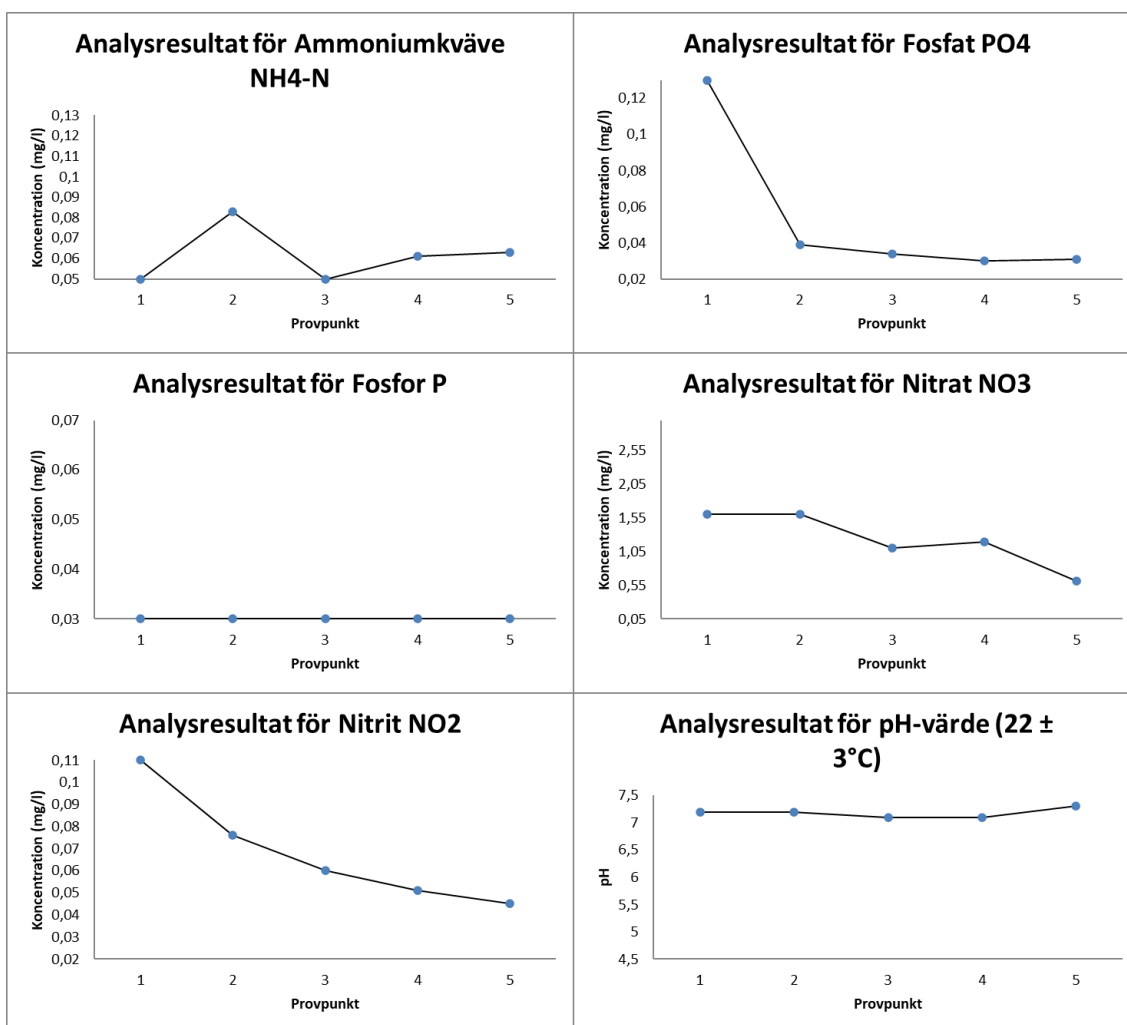 Analysresultat för Ammoniumkväve
NH4-N
Koncentration (mg/l)
0,13
0,12
0,11
0,1
0,09
0,08
0,07
0,06
0,05
1 2 3 4 5
Provpunkt
Analysresultat för Fosfat PO4
Koncentration (mg/l)
0,12
0,1
0,08
0,06
0,04
0,02
1 2 3 4 5
Provpunkt
Analysresultat för Fosfor P
Koncentration (mg/l)
0,07
0,06
0,05
0,04
0,03
1 2 3 4 5
Provpunkt
Analysresultat för Nitrat NO3
Koncentration (mg/l)
2,55
2,05
1,55
1,05
0,55
0,05
1 2 3 4 5
Provpunkt
Analysresultat för Nitrit NO2
Koncentration (mg/l)
0,11
0,1
0,09
0,08
0,07
0,06
0,05
0,04
0,03
0,02
1 2 3 4 5
Provpunkt
Analysresultat för pH-värde (22 ±
3°C)
pH
7,5
7
6,5
6
5,5
5
4,5
1 2 3 4 5
Provpunkt